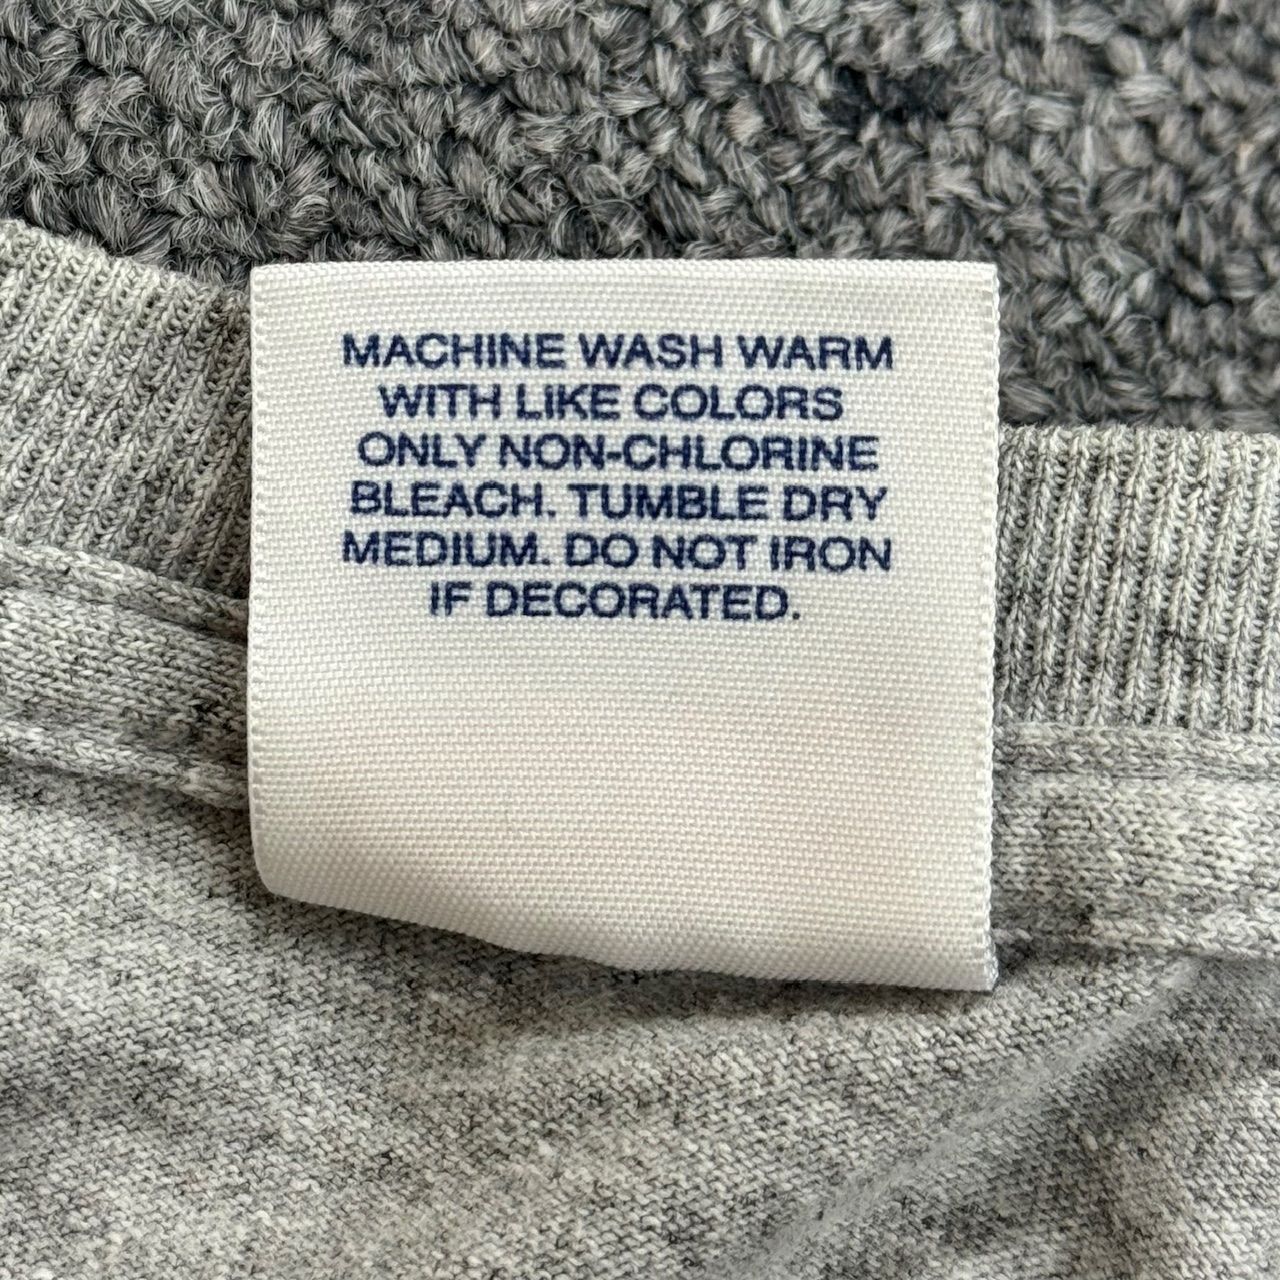 MACHINE WASH WARM
WITH LIKE COLORS
ONLY NON-CHLORINE
BLEACH. TUMBLE DRY
MEDIUM. DO NOT IRON
IF DECORATED.